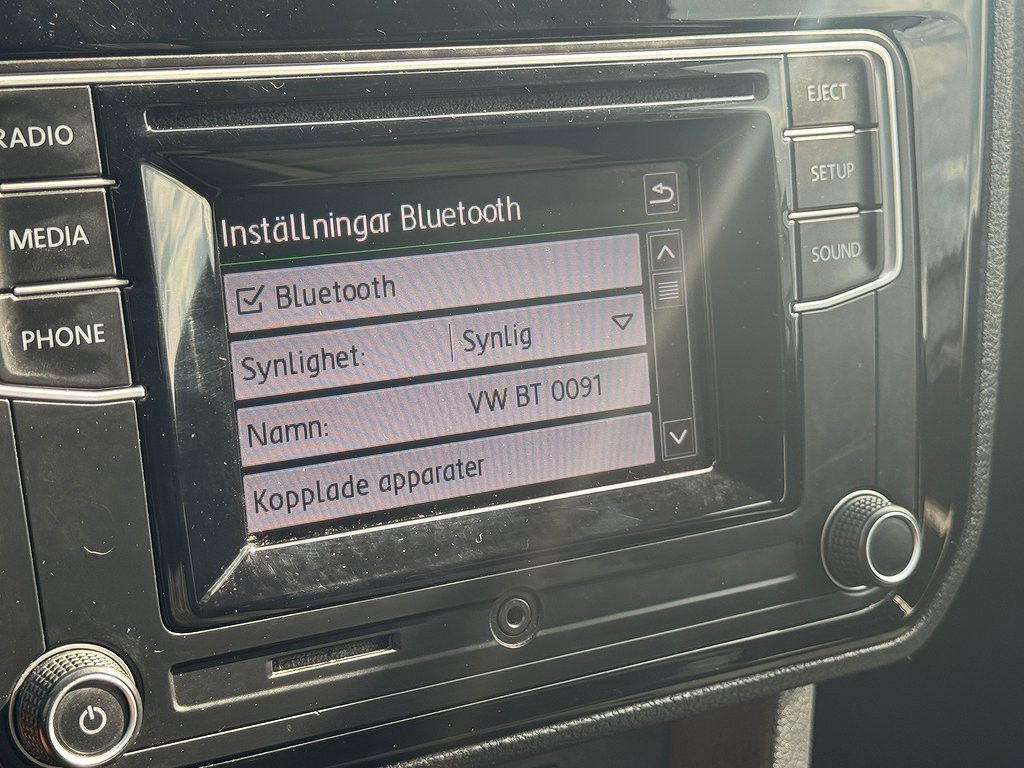 RADIO
MEDIA
PHONE
EJECT
SETUP
SOUND
Inställningar Bluetooth
Bluetooth
Synlighet: Synlig
Namn: VW BT 0091
Kopplade apparater